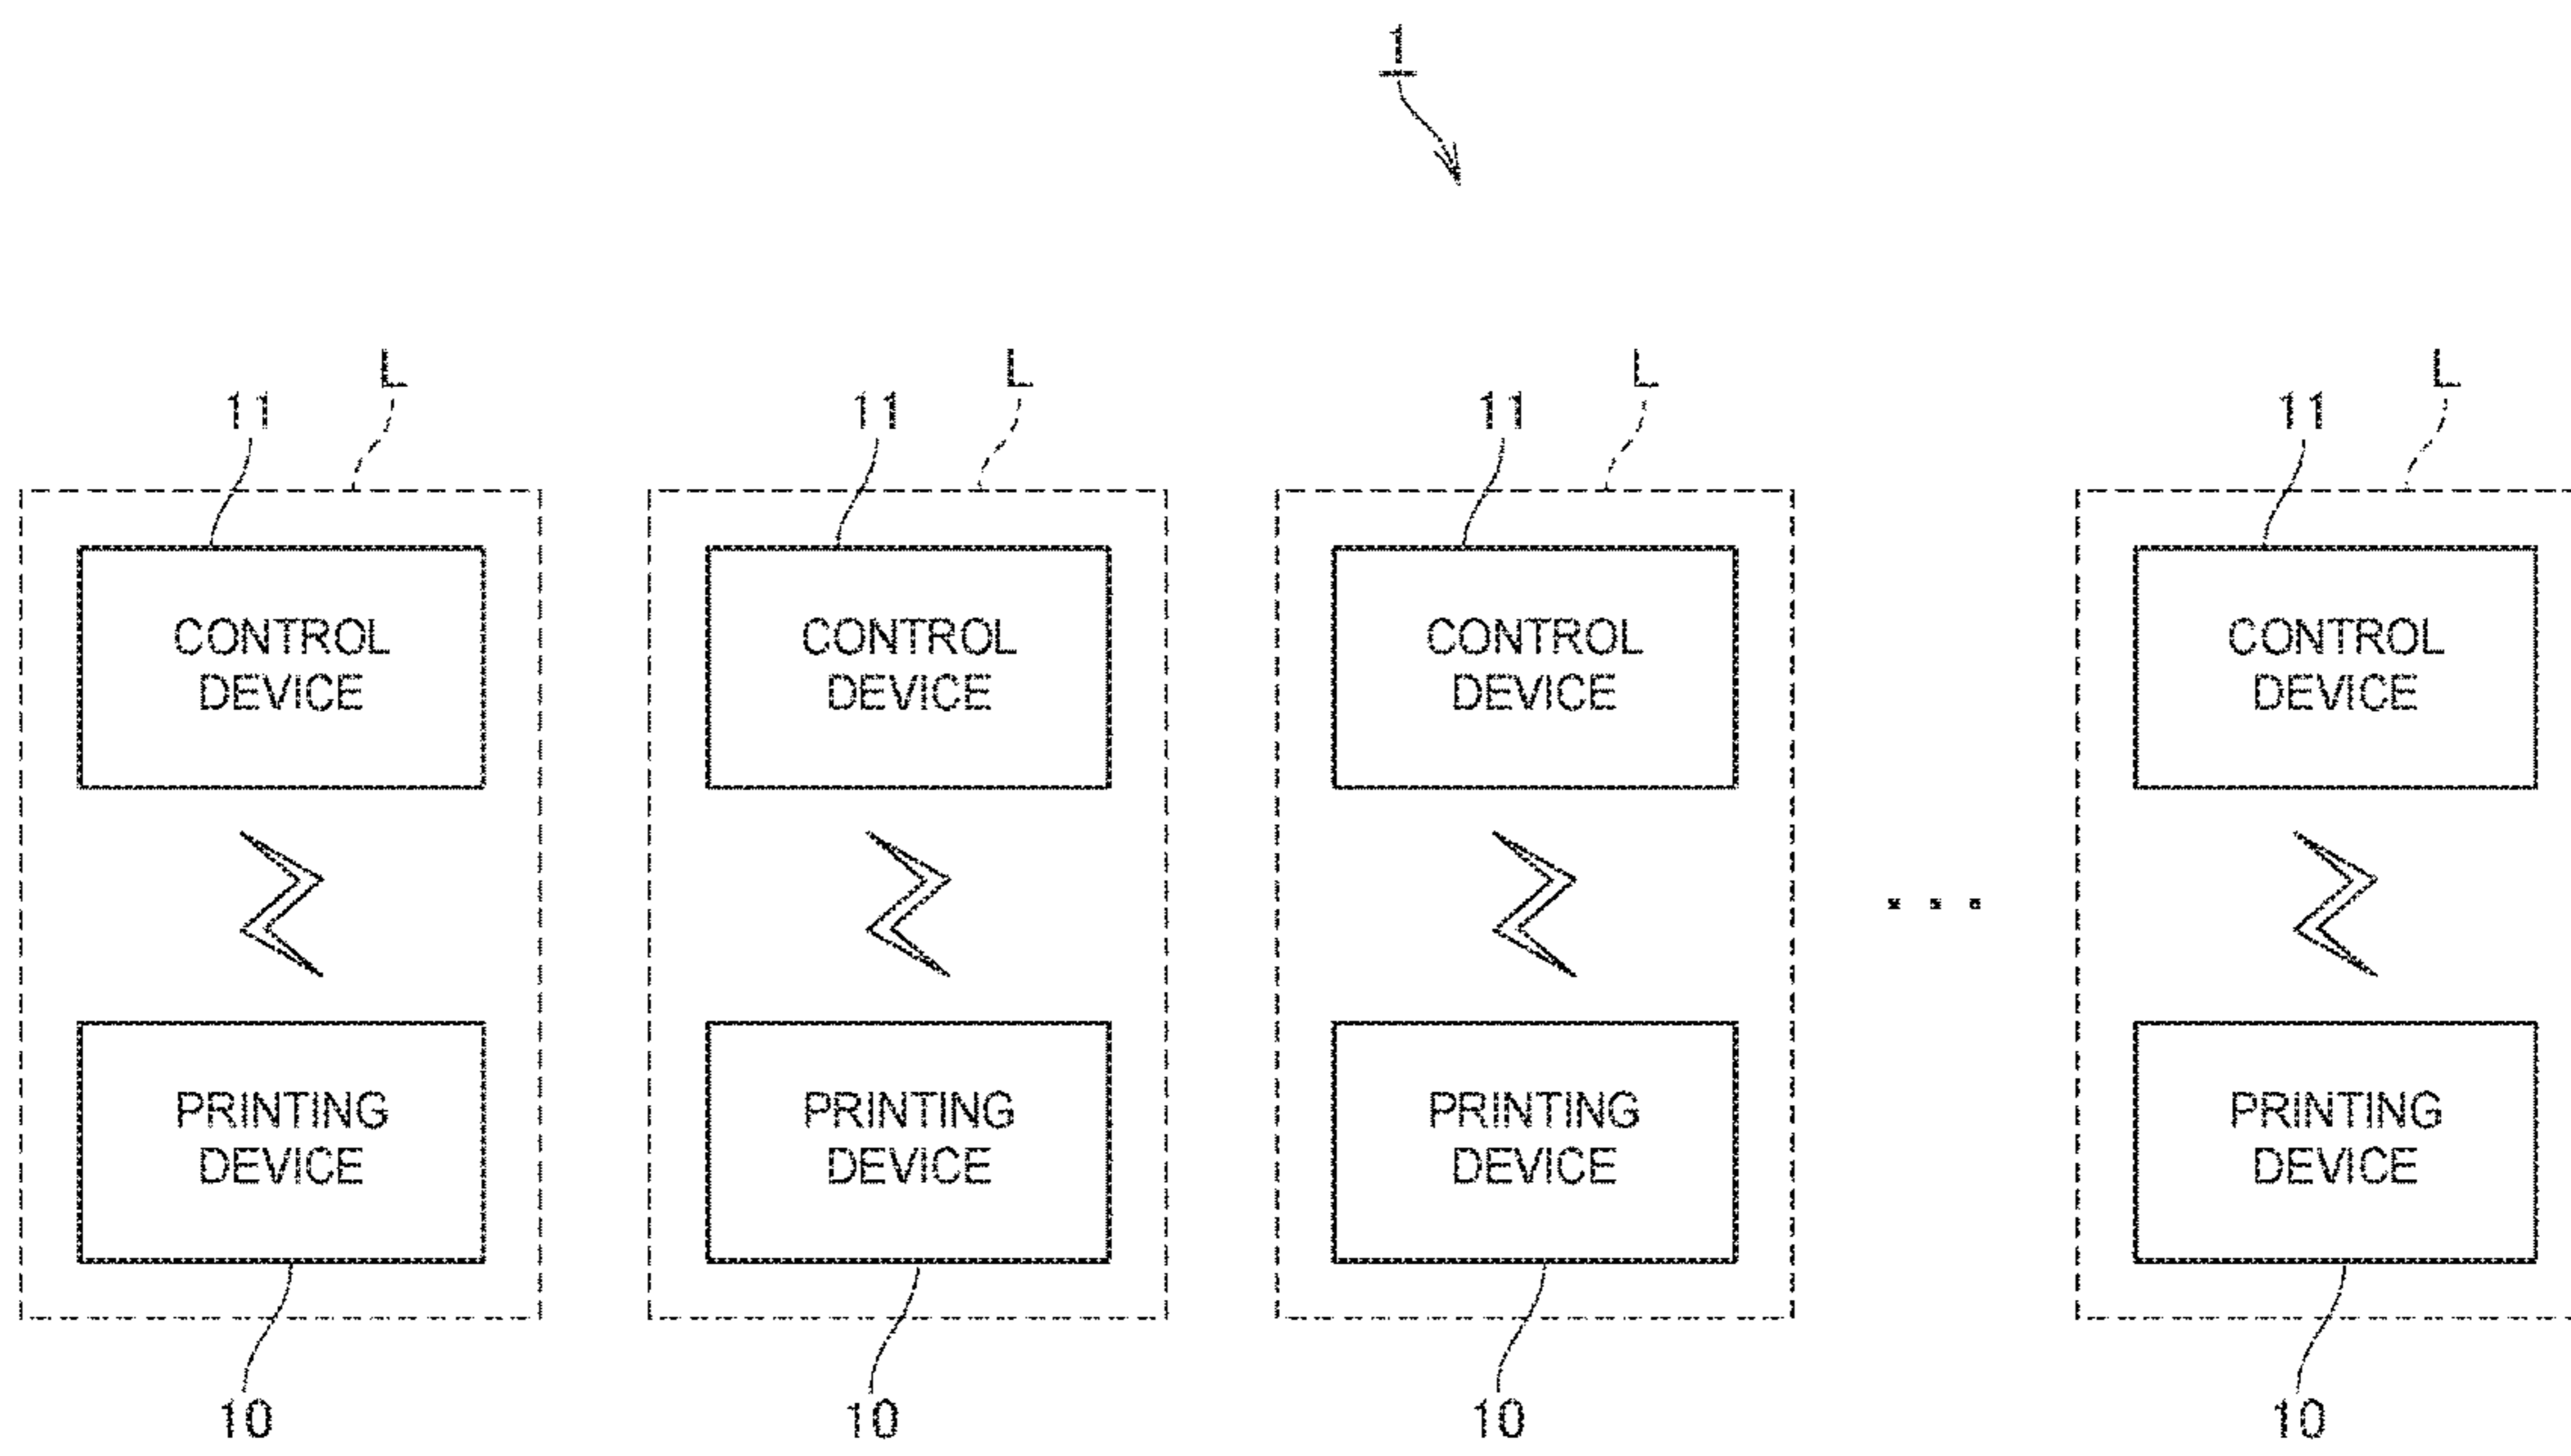 1
L L L L
11 11 11 11
CONTROL CONTROL CONTROL CONTROL
DEVICE DEVICE DEVICE DEVICE
...
PRINTING PRINTING PRINTING PRINTING
DEVICE DEVICE DEVICE DEVICE
10 10 10 10